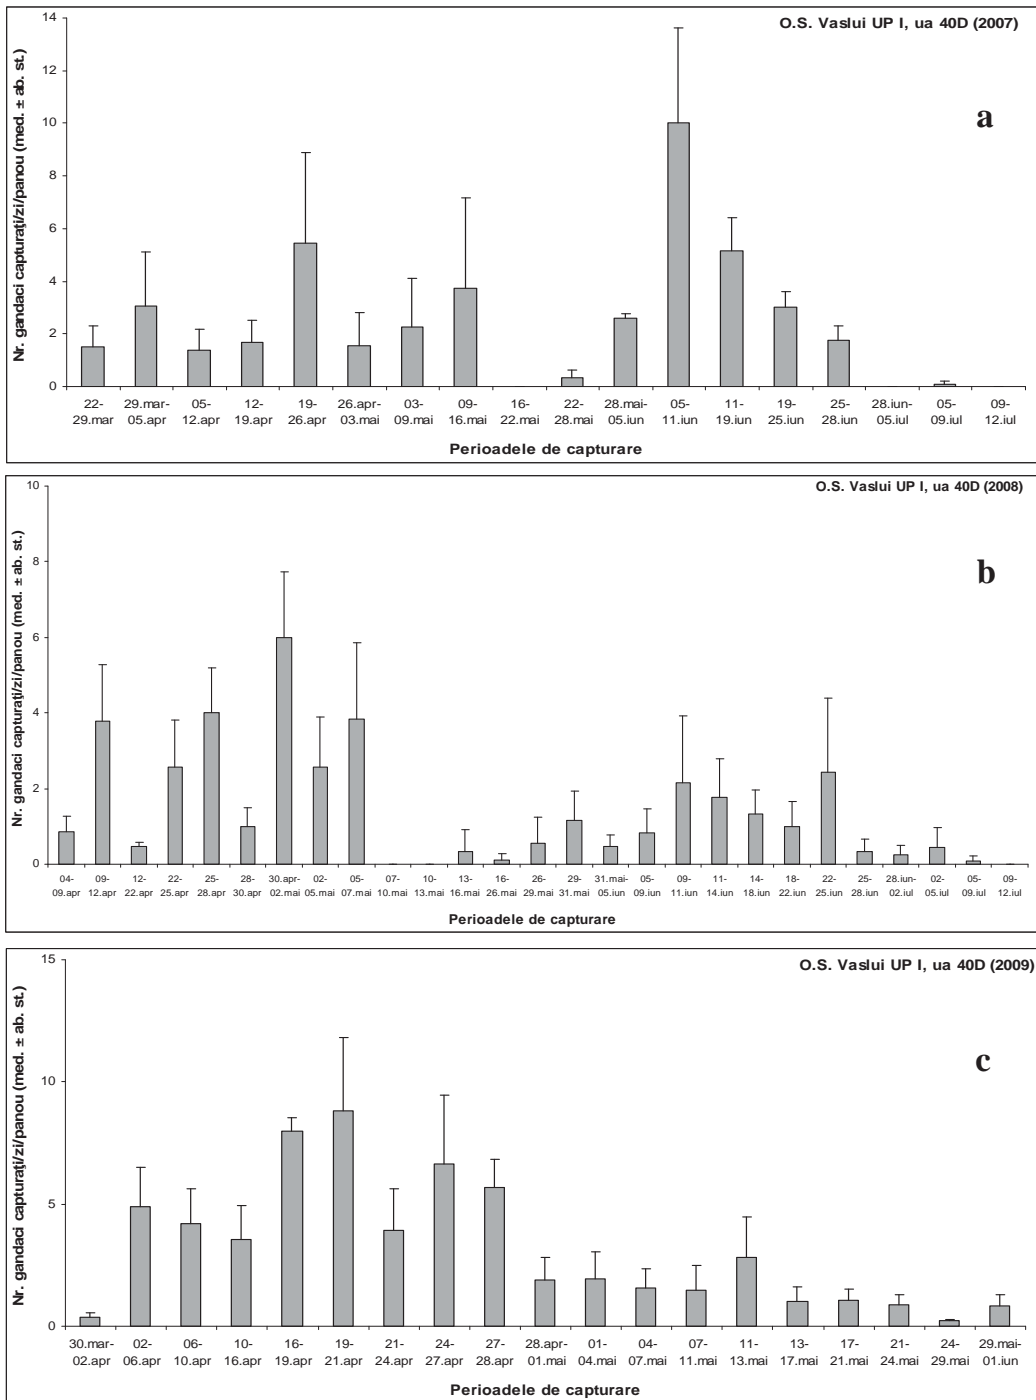 O.S. Vaslui UP I, ua 40D (2007)
a
Nr. gandaci capturaţi/zi/panou (med. ± ab. st.)
14
12
10
8
6
4
2
0
22- 29.mar- 05- 12- 19- 26.apr- 03- 09- 16- 22- 28.mai- 05- 11- 19- 25- 28.iun- 05- 09-
29.mar 05.apr 12.apr 19.apr 26.apr 03.mai 09.mai 16.mai 22.mai 28.mai 05.iun 11.iun 19.iun 25.iun 28.iun 05.iul 09.iul 12.iul
Perioadele de capturare
O.S. Vaslui UP I, ua 40D (2008)
b
Nr. gandaci capturaţi/zi/panou (med. ± ab. st.)
10
8
6
4
2
0
04- 09- 12- 22- 25- 28- 30.apr- 02- 05- 07- 10- 13- 16- 26- 29- 31.mai- 05- 09- 11- 14- 18- 22- 25- 28.iun- 02- 05- 09-
09.apr 12.apr 22.apr 25.apr 28.apr 30.apr 02.mai 05.mai 07.mai 10.mai 13.mai 16.mai 26.mai 29.mai 31.mai 05.iun 09.iun 11.iun 14.iun 18.iun 22.iun 25.iun 28.iun 02.iul 05.iul 09.iul 12.iul
Perioadele de capturare
O.S. Vaslui UP I, ua 40D (2009)
c
Nr. gandaci capturaţi/zi/panou (med. ± ab. st.)
15
10
5
0
30.mar- 02- 06- 10- 16- 19- 21- 24- 27- 28.apr- 01- 04- 07- 11- 13- 17- 21- 24- 29.mai-
02.apr 06.apr 10.apr 16.apr 19.apr 21.apr 24.apr 27.apr 28.apr 01.mai 04.mai 07.mai 11.mai 13.mai 17.mai 21.mai 24.mai 29.mai 01.iun
Perioadele de capturare